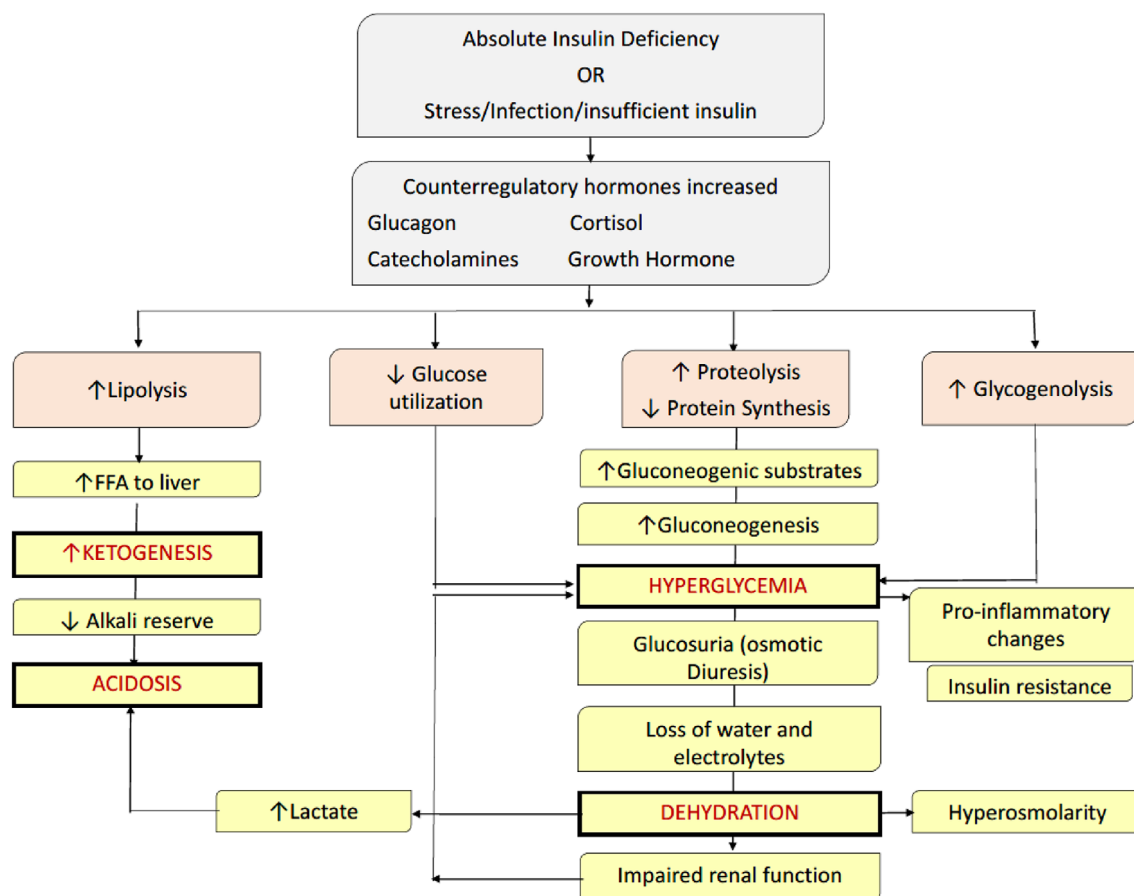 Absolute Insulin Deficiency
OR
Stress/Infection/insufficient insulin
Counterregulatory hormones increased
Glucagon Cortisol
Catecholamines Growth Hormone
↑Lipolysis
↓ Glucose
utilization
↑ Proteolysis
↓ Protein Synthesis
↑ Glycogenolysis
↑FFA to liver
↑KETOGENESIS
↓ Alkali reserve
ACIDOSIS
↑Gluconeogenic substrates
↑Gluconeogenesis
HYPERGLYCEMIA
Pro-inflammatory
changes
Insulin resistance
Glucosuria (osmotic
Diuresis)
Loss of water and
electrolytes
↑Lactate
DEHYDRATION
Hyperosmolarity
Impaired renal function